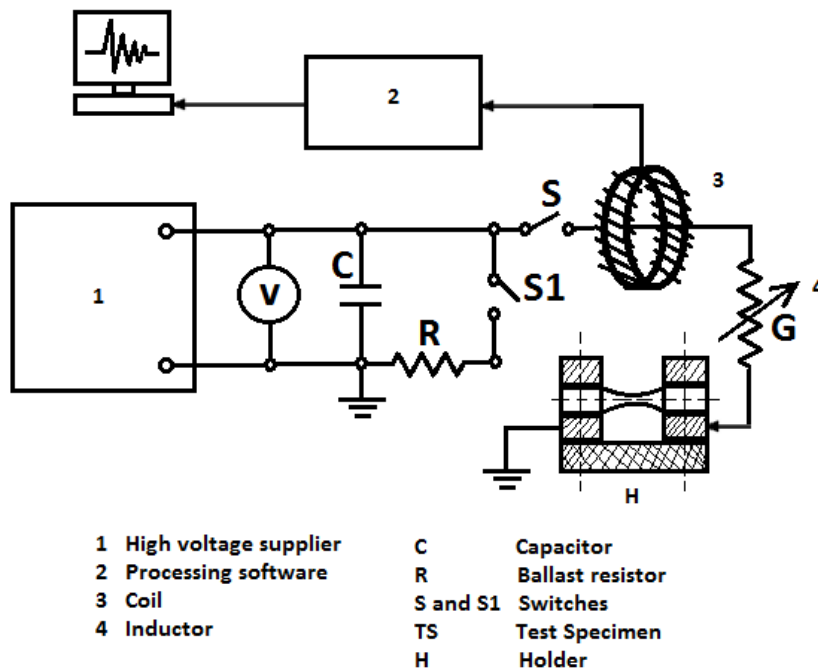 2
3
S
4
1
V
C
S1
R
G
H
1 High voltage supplier
2 Processing software
3 Coil
4 Inductor
C Capacitor
R Ballast resistor
S and S1 Switches
TS Test Specimen
H Holder